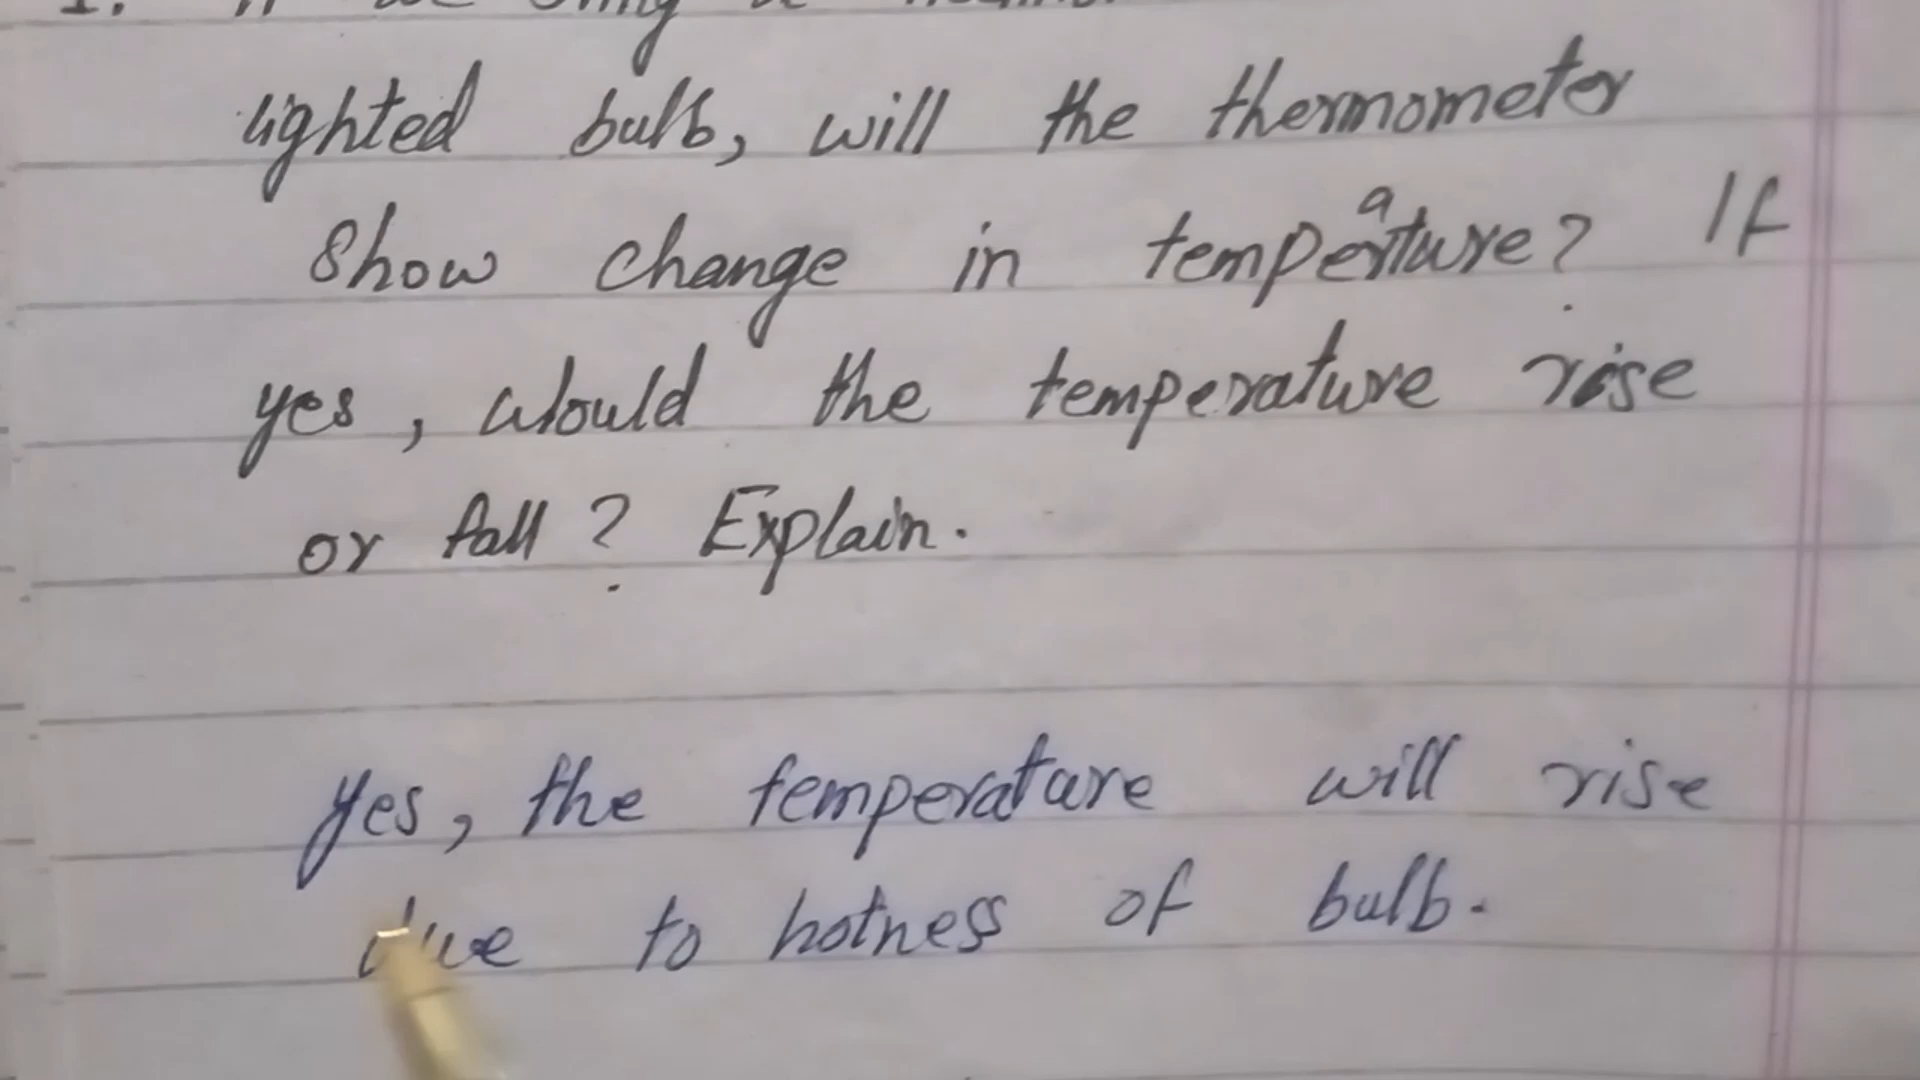 lighted bulb, will the thermometer
show change in temperature? If
yes, would the temperature rise
or fall? Explain.
Yes, the temperature will rise
due to hotness of bulb.